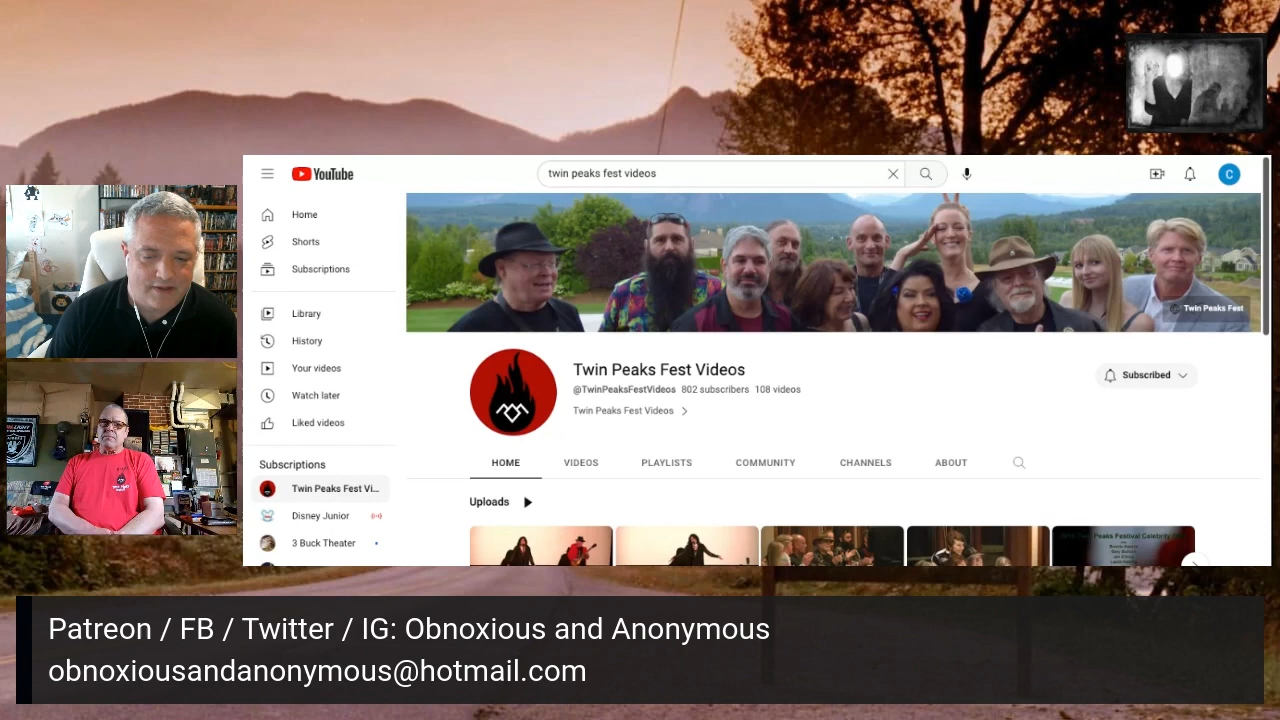 YouTube
twin peaks fest videos
C
Home
Shorts
Subscriptions
Library
History
Your videos
Watch later
Liked videos
Subscriptions
Twin Peaks Fest Vi...
Disney Junior
3 Buck Theater
Twin Peaks Fest
Twin Peaks Fest Videos
@TwinPeaksFestVideos 802 subscribers 108 videos
Twin Peaks Fest Videos
Subscribed
HOME VIDEOS PLAYLISTS COMMUNITY CHANNELS ABOUT
Uploads
Patreon / FB / Twitter / IG: Obnoxious and Anonymous
obnoxiousandanonymous@hotmail.com